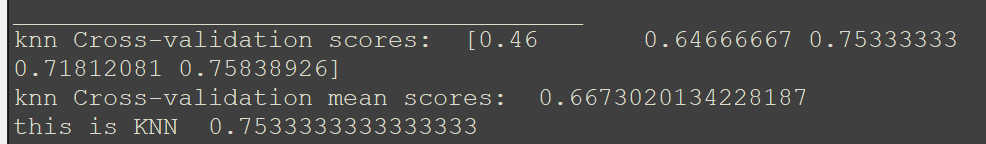 knn Cross-validation scores:  [0.46       0.64666667 0.75333333
0.71812081 0.75838926]
knn Cross-validation mean scores:  0.6673020134228187
this is KNN  0.7533333333333333